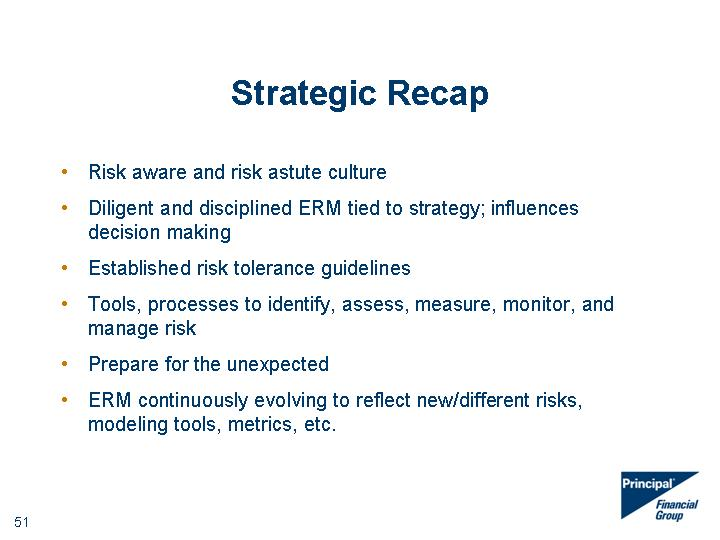 Strategic Recap
• Risk aware and risk astute culture
• Diligent and disciplined ERM tied to strategy; influences
decision making
• Established risk tolerance guidelines
• Tools, processes to identify, assess, measure, monitor, and
manage risk
• Prepare for the unexpected
• ERM continuously evolving to reflect new/different risks,
modeling tools, metrics, etc.
Principal®
Financial
Group
51